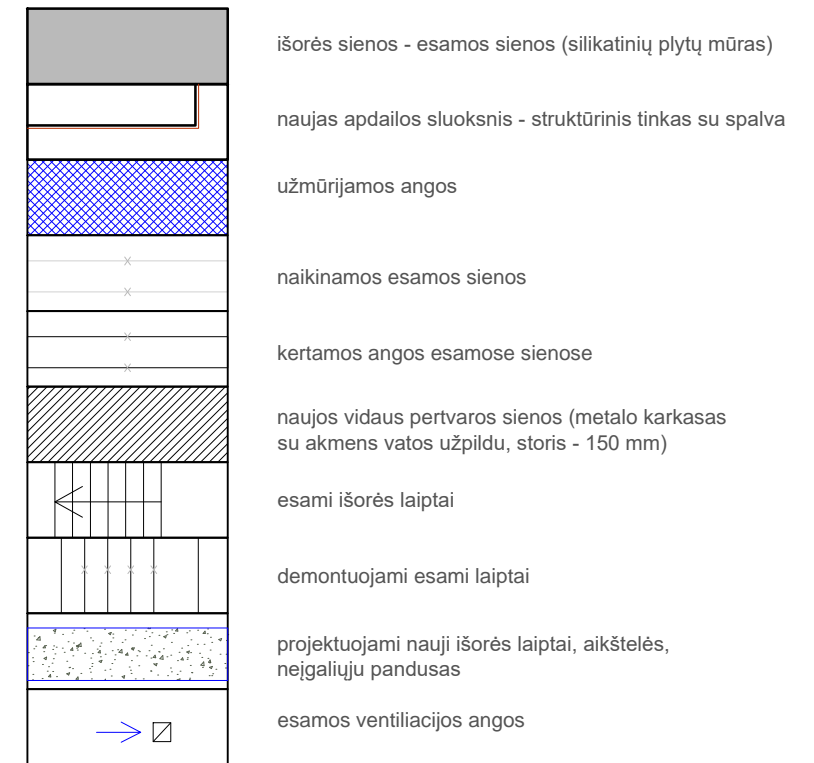 išorės sienos - esamos sienos (silikatinių plytų mūras)
naujas apdailos sluoksnis - struktūrinis tinkas su spalva
užmūrijamos angos
naikinamos esamos sienos
kertamos angos esamose sienose
naujos vidaus pertvaros sienos (metalo karkasas
su akmens vatos užpildu, storis - 150 mm)
esami išorės laiptai
demontuojami esami laiptai
projektuojami nauji išorės laiptai, aikštelės,
neįgaliųju pandusas
esamos ventiliacijos angos